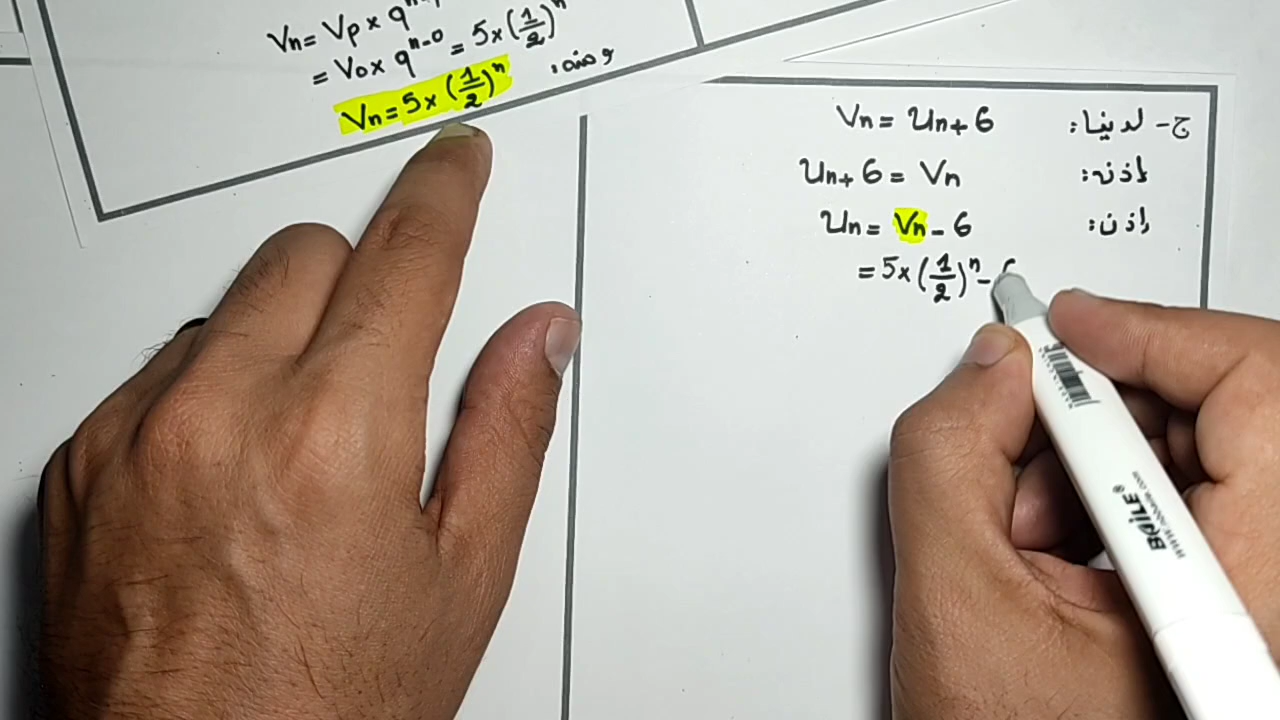 Vn = Vp × q
= V0 × q^n-0 = 5 × (1/2)^n
ومنه:
Vn = 5 × (1/2)^n
ج - لدينا: Vn = Un + 6
إذن: Un + 6 = Vn
إذن: Un = Vn - 6
= 5 × (1/2)^n -
BAILE®